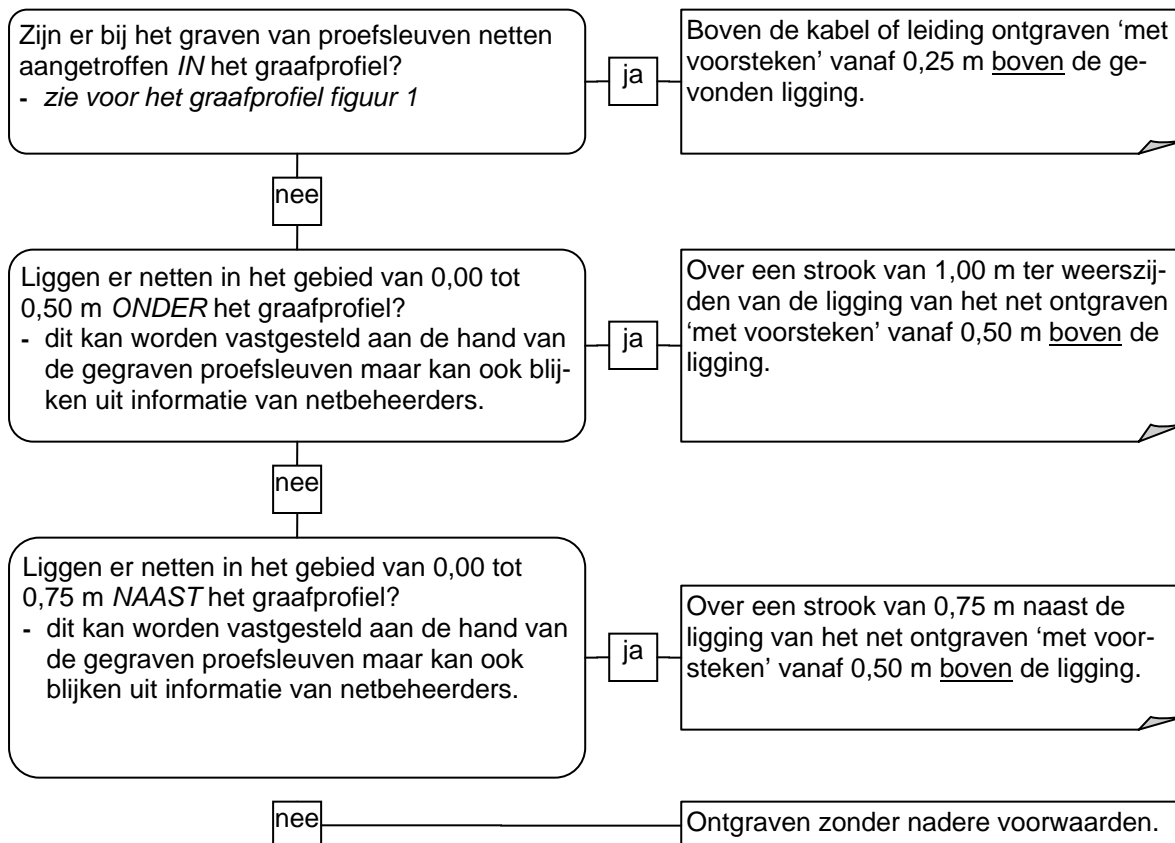 Zijn er bij het graven van proefsleuven netten
aangetroffen IN het graafprofiel?
- zie voor het graafprofiel figuur 1
ja
Boven de kabel of leiding ontgraven ‘met
voorsteken’ vanaf 0,25 m boven de ge-
vonden ligging.
nee
Liggen er netten in het gebied van 0,00 tot
0,50 m ONDER het graafprofiel?
- dit kan worden vastgesteld aan de hand van
de gegraven proefsleuven maar kan ook blij-
ken uit informatie van netbeheerders.
ja
Over een strook van 1,00 m ter weerszij-
den van de ligging van het net ontgraven
‘met voorsteken’ vanaf 0,50 m boven de
ligging.
nee
Liggen er netten in het gebied van 0,00 tot
0,75 m NAAST het graafprofiel?
- dit kan worden vastgesteld aan de hand van
de gegraven proefsleuven maar kan ook
blijken uit informatie van netbeheerders.
ja
Over een strook van 0,75 m naast de
ligging van het net ontgraven ‘met voor-
steken’ vanaf 0,50 m boven de ligging.
nee
Ontgraven zonder nadere voorwaarden.